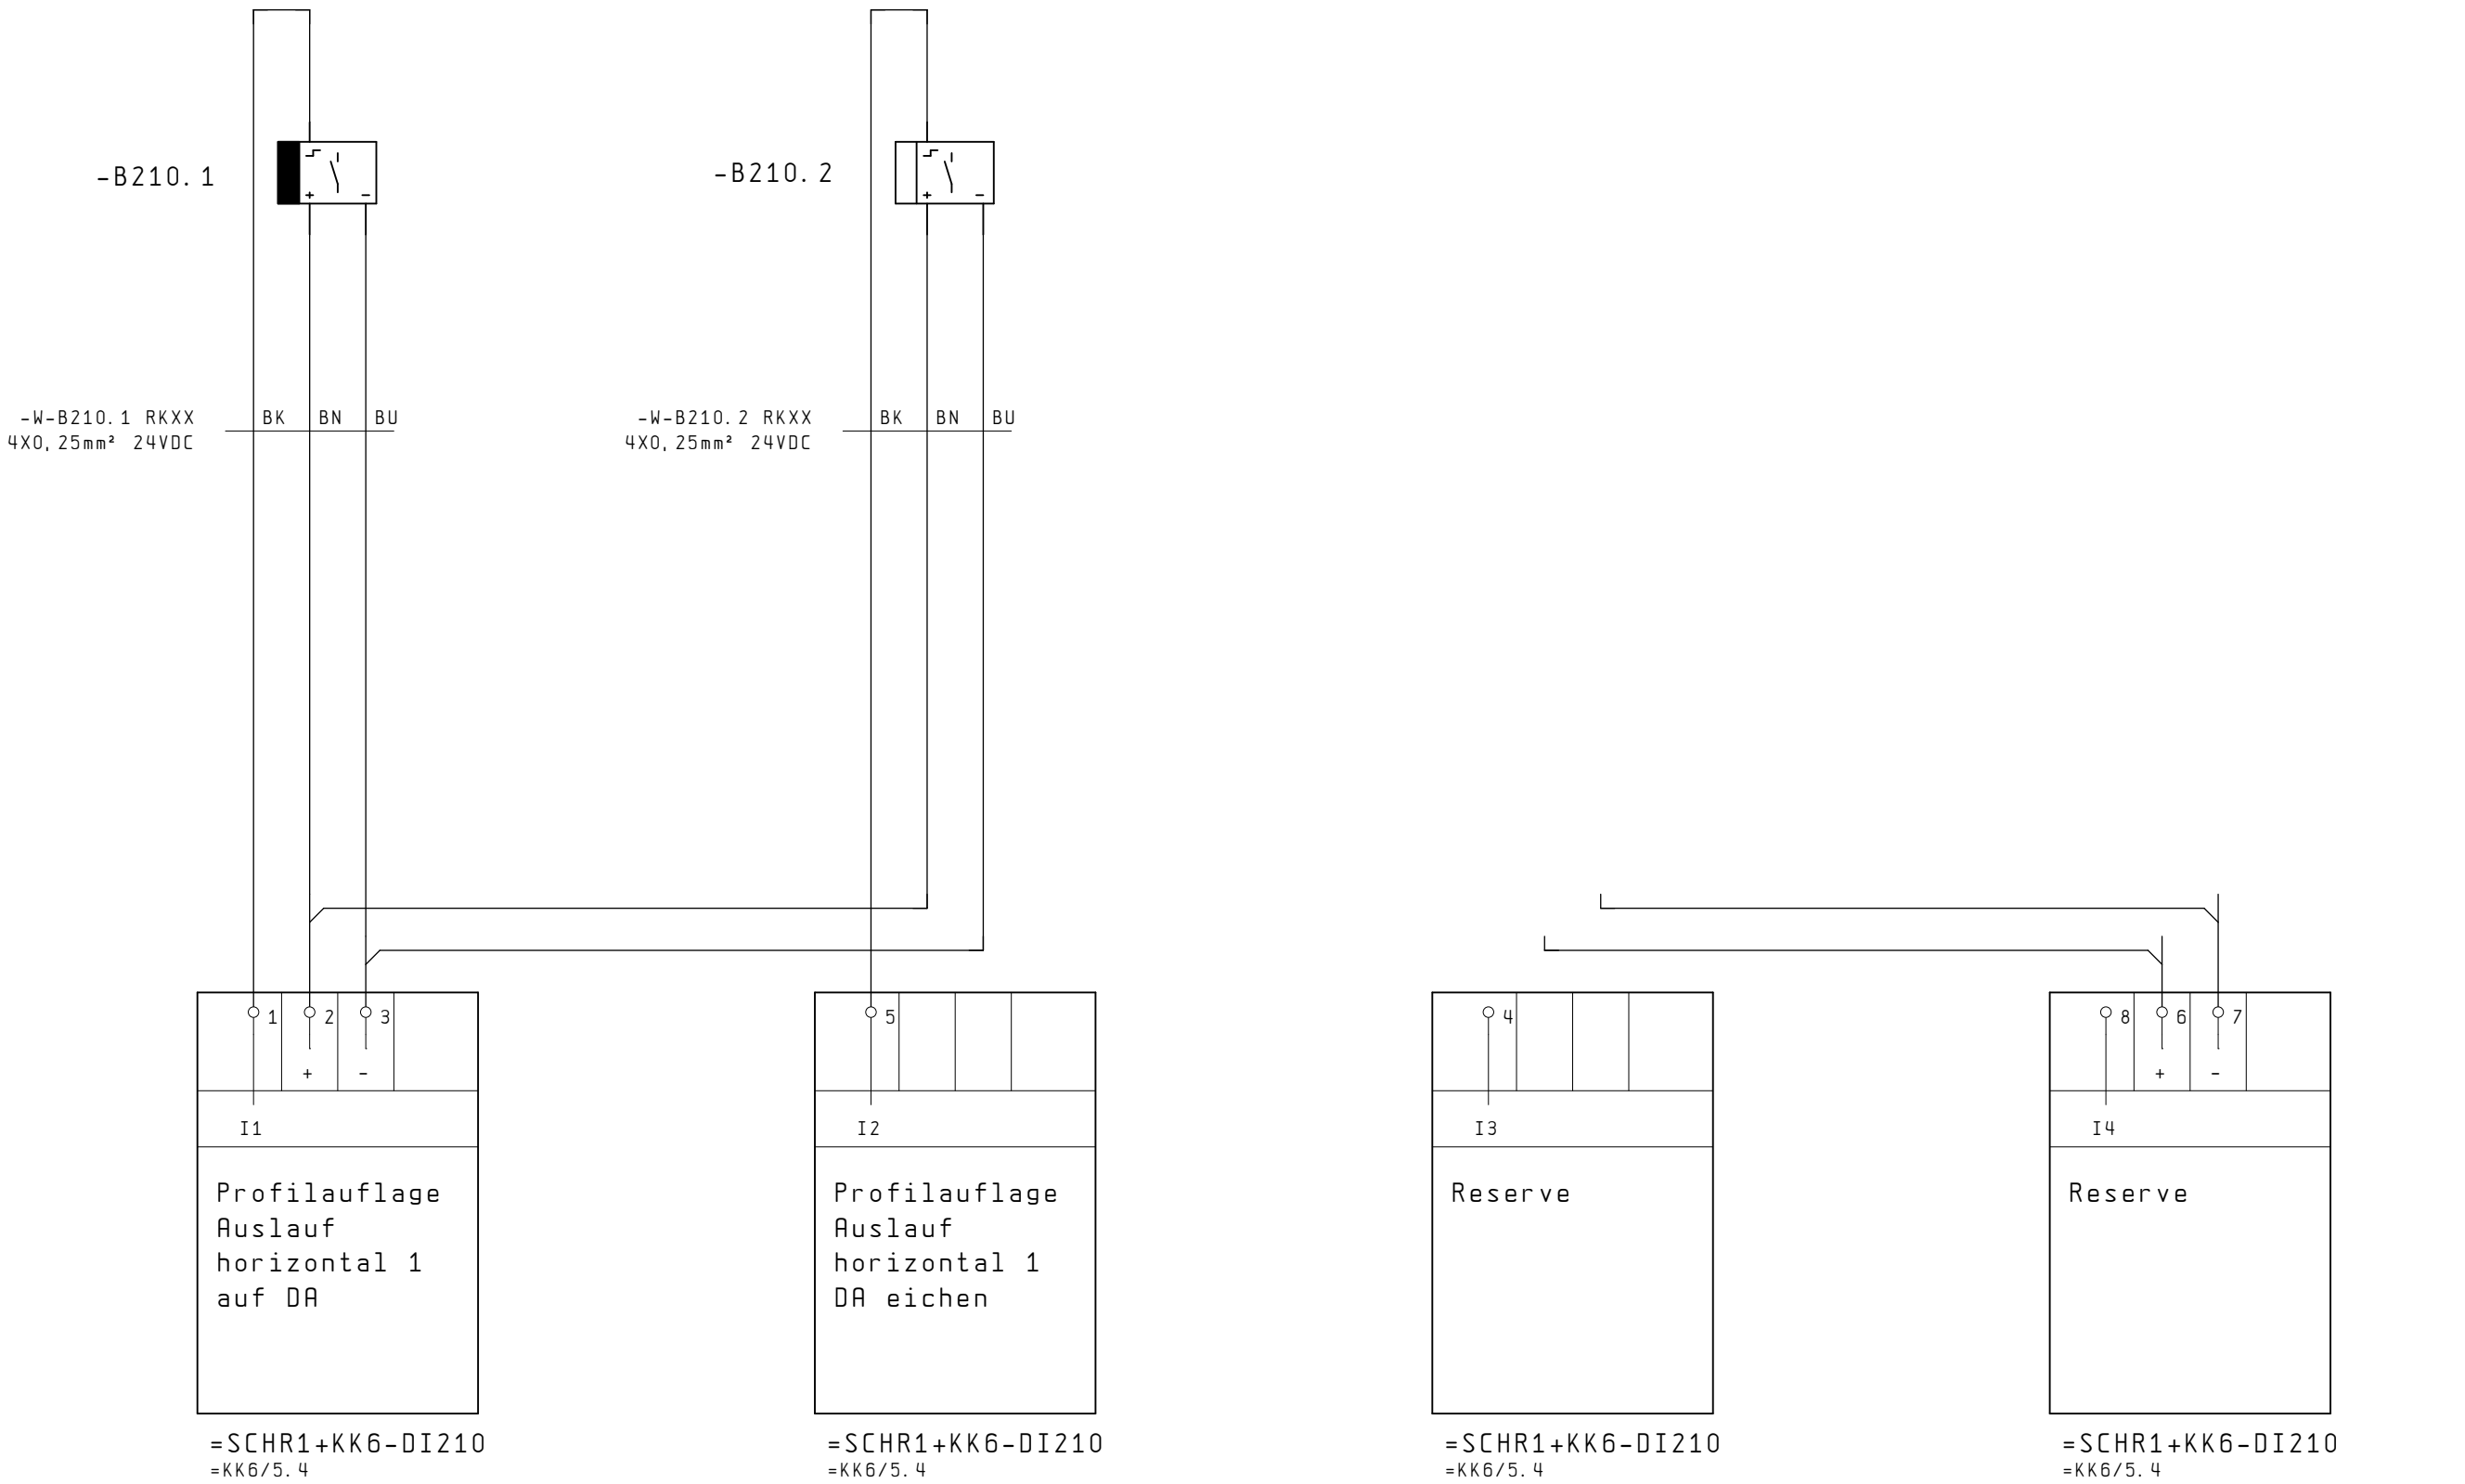 -B210.1
-B210.2
-W-B210.1 RKXX
4X0,25mm² 24VDC
BK BN BU
-W-B210.2 RKXX
4X0,25mm² 24VDC
BK BN BU
1 2 3
+ -
I1
Profilauflage
Auslauf
horizontal 1
auf DA
=SCHR1+KK6-DI210
=KK6/5.4
5
I2
Profilauflage
Auslauf
horizontal 1
DA eichen
=SCHR1+KK6-DI210
=KK6/5.4
4
I3
Reserve
=SCHR1+KK6-DI210
=KK6/5.4
8 6 7
+ -
I4
Reserve
=SCHR1+KK6-DI210
=KK6/5.4